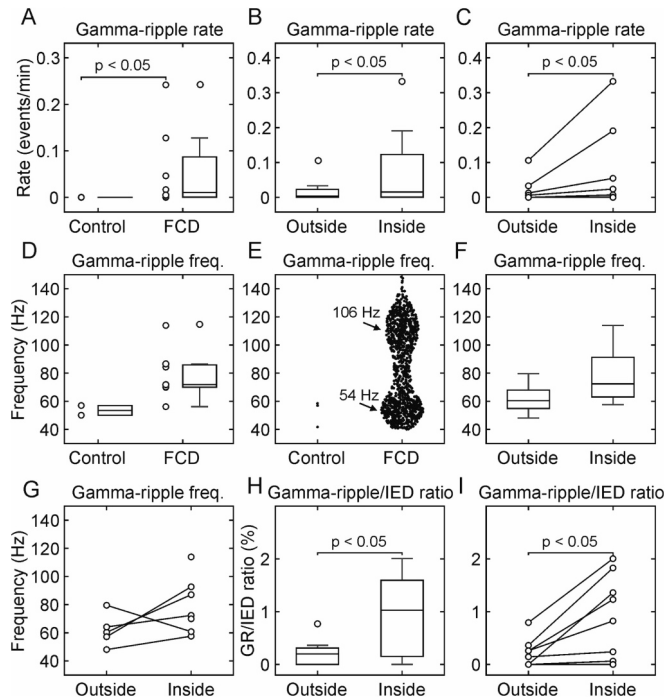 A Gamma-ripple rate
B Gamma-ripple rate
C Gamma-ripple rate
p < 0.05
p < 0.05
p < 0.05
Rate (events/min)
0.3
0.2
0.1
0
0.4
0.3
0.2
0.1
0
0.4
0.3
0.2
0.1
0
Control FCD
Outside Inside
Outside Inside
D Gamma-ripple freq.
E Gamma-ripple freq.
F Gamma-ripple freq.
Frequency (Hz)
140
120
100
80
60
40
140
120
100
80
60
40
106 Hz
54 Hz
140
120
100
80
60
40
Control FCD
Control FCD
Outside Inside
G Gamma-ripple freq.
H Gamma-ripple/IED ratio
I Gamma-ripple/IED ratio
Frequency (Hz)
140
120
100
80
60
40
GR/IED ratio (%)
p < 0.05
2
1
0
p < 0.05
2
1
0
Outside Inside
Outside Inside
Outside Inside